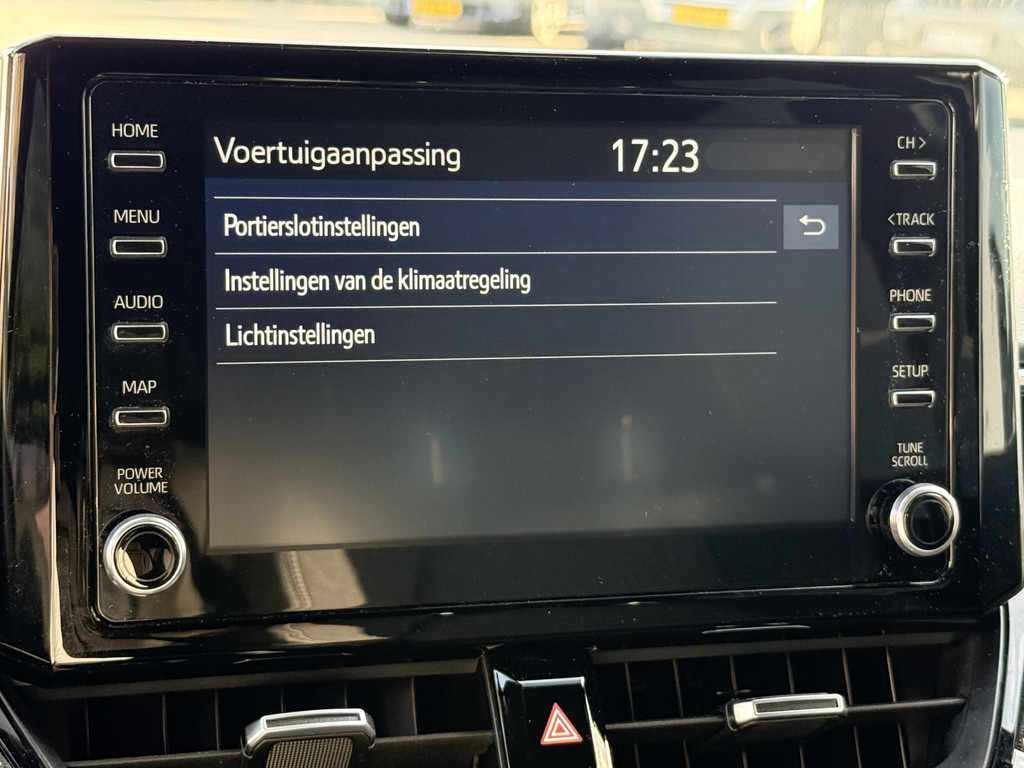 HOME
MENU
AUDIO
MAP
POWER
VOLUME
Voertuigaanpassing
17:23
Portierslotinstellingen
Instellingen van de klimaatregeling
Lichtinstellingen
CH >
< TRACK
PHONE
SETUP
TUNE
SCROLL